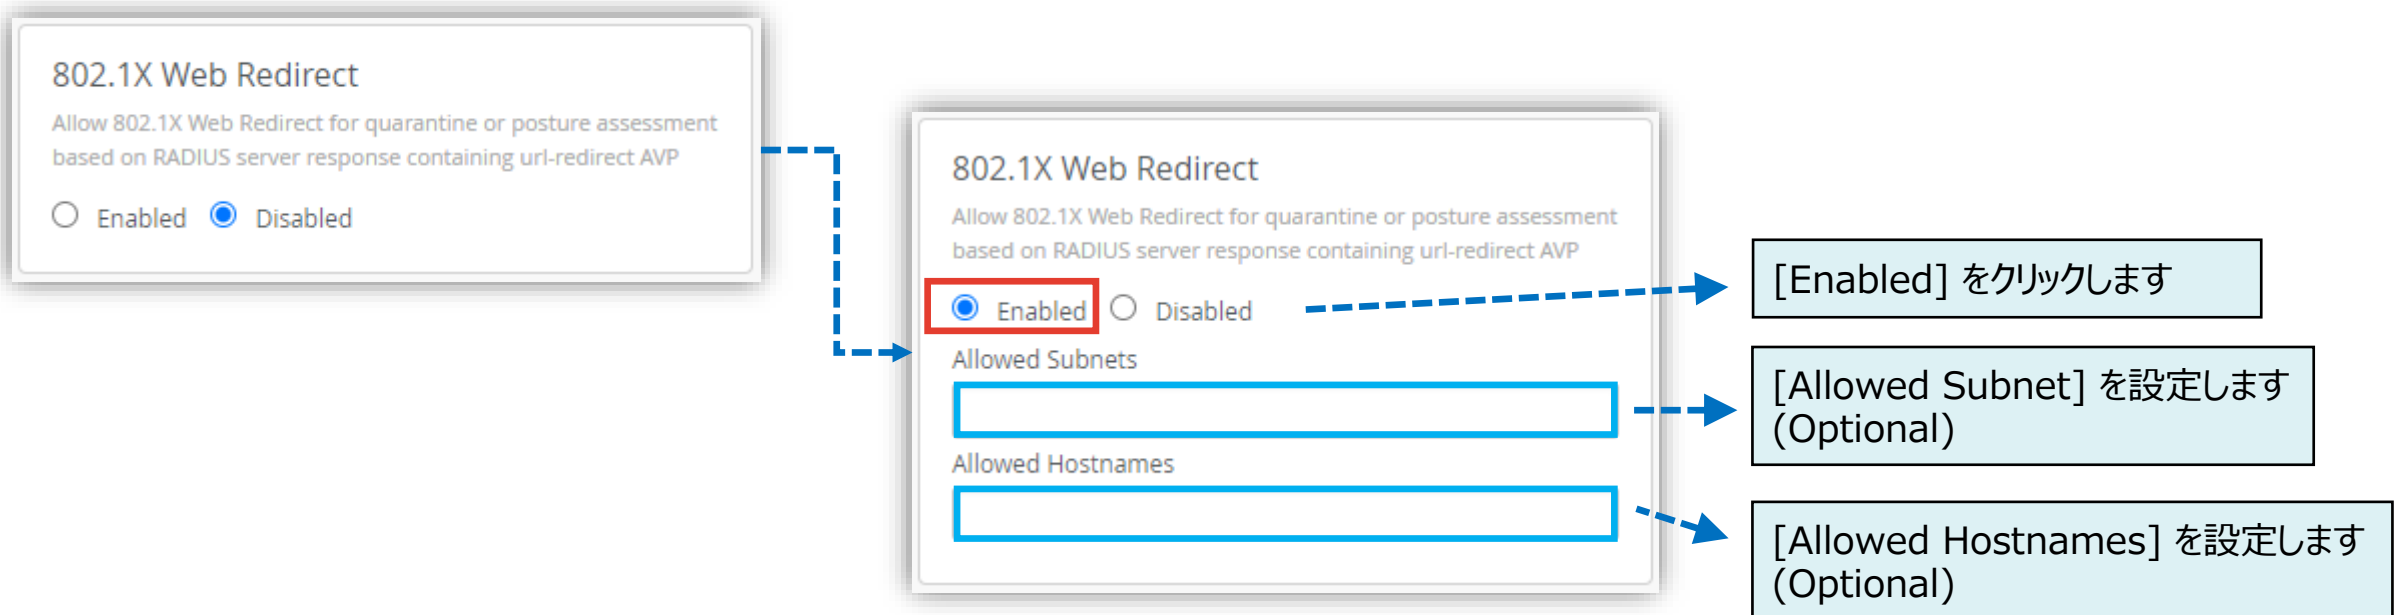 802.1X Web Redirect
Allow 802.1X Web Redirect for quarantine or posture assessment
based on RADIUS server response containing url-redirect AVP
Enabled Disabled
802.1X Web Redirect
Allow 802.1X Web Redirect for quarantine or posture assessment
based on RADIUS server response containing url-redirect AVP
Enabled Disabled
Allowed Subnets
Allowed Hostnames
[Enabled] をクリックします
[Allowed Subnet] を設定します
(Optional)
[Allowed Hostnames] を設定します
(Optional)